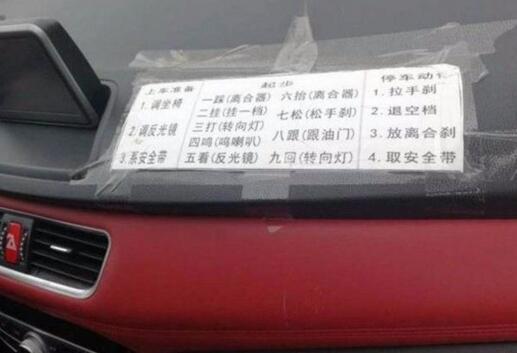 上车准备
1. 调坐椅
2. 调反光镜
3. 系安全带
起步
一踩(离合器) 六抬(离合器)
二挂(挂一档) 七松(松手刹)
三打(转向灯) 八跟(跟油门)
四鸣(鸣喇叭)
五看(反光镜) 九回(转向灯)
停车动
1. 拉手刹
2. 退空档
3. 放离合刹
4. 取安全带